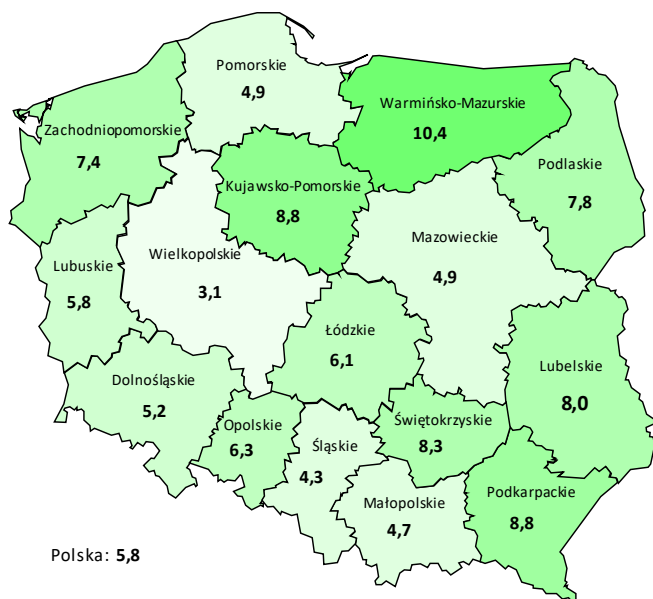 Pomorskie
4,9
Warmińsko-Mazurskie
10,4
Zachodniopomorskie
7,4
Podlaskie
7,8
Kujawsko-Pomorskie
8,8
Mazowieckie
4,9
Wielkopolskie
3,1
Lubuskie
5,8
Łódzkie
6,1
Lubelskie
8,0
Dolnośląskie
5,2
Opolskie
6,3
Śląskie
4,3
Świętokrzyskie
8,3
Małopolskie
4,7
Podkarpackie
8,8
Polska: 5,8